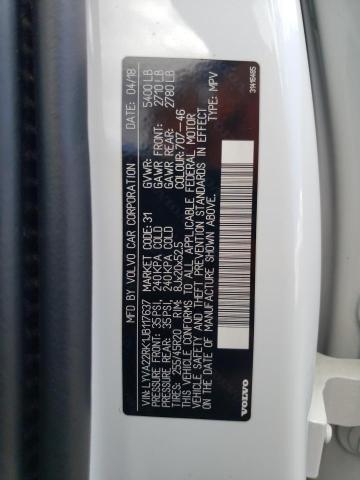 MFD BY: VOLVO CAR CORPORATION DATE: 04/18
VIN: LYVA22RK1JB117637 MARKET CODE: 31 GVWR: 5400 LB
PRESSURE FRONT: 35 PSI, 240 KPA COLD GAWR FRONT: 2710 LB
PRESSURE REAR: 35 PSI, 240 KPA COLD GAWR REAR: 2780 LB
TIRE: 255/45R20 RIM: 8Jx20x52.5 COLOUR: 707-46
THIS VEHICLE CONFORMS TO ALL APPLICABLE FEDERAL MOTOR
VEHICLE SAFETY AND THEFT PREVENTION STANDARDS IN EFFECT
ON THE DATE OF MANUFACTURE SHOWN ABOVE.
TYPE: MPV
VOLVO 31416485